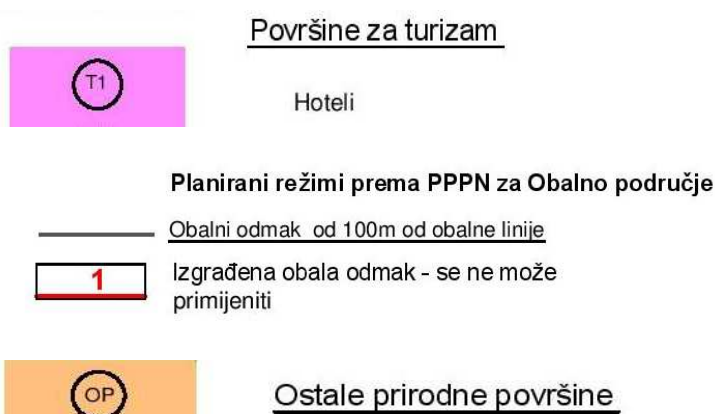 Površine za turizam
T1
Hoteli
Planirani režimi prema PPPN za Obalno područje
Obalni odmak od 100m od obalne linije
1
Izgrađena obala odmak - se ne može
primijeniti
OP
Ostale prirodne površine